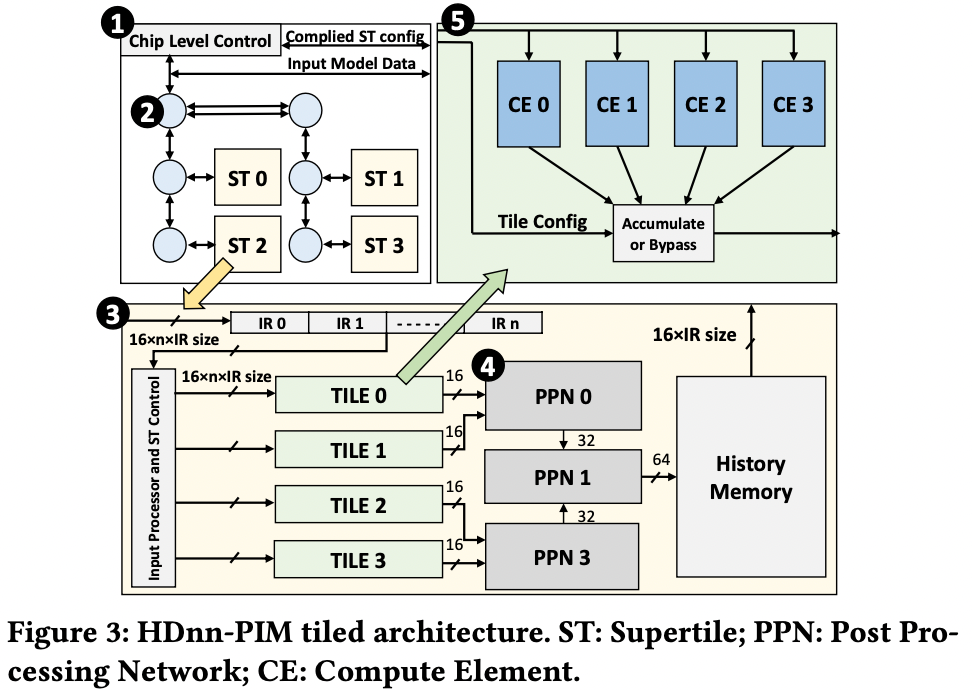 1
Chip Level Control
Complied ST config
Input Model Data
2
ST 0
ST 1
ST 2
ST 3
5
CE 0
CE 1
CE 2
CE 3
Tile Config
Accumulate
or Bypass
3
IR 0
IR 1
IR n
16×n×IR size
16×n×IR size
Input Processor and ST Control
TILE 0
TILE 1
TILE 2
TILE 3
16
16
16
16
4
PPN 0
32
PPN 1
32
PPN 3
64
16×IR size
History
Memory
Figure 3: HDnn-PIM tiled architecture. ST: Supertile; PPN: Post Pro-
cessing Network; CE: Compute Element.